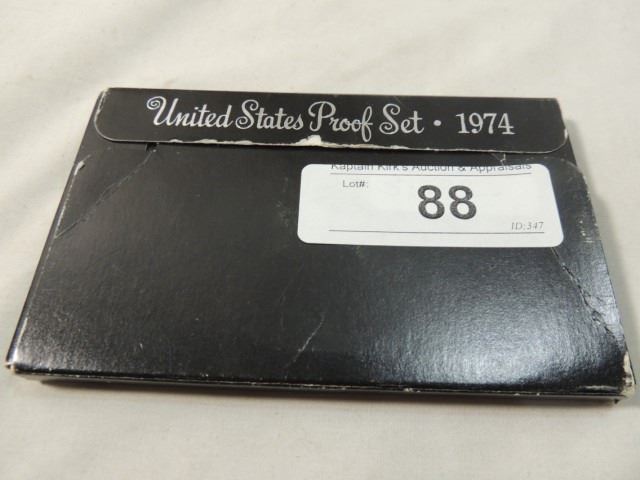 United States Proof Set · 1974
Kaptain Kirk's Auction & Appraisals
Lot#:
88
ID:347